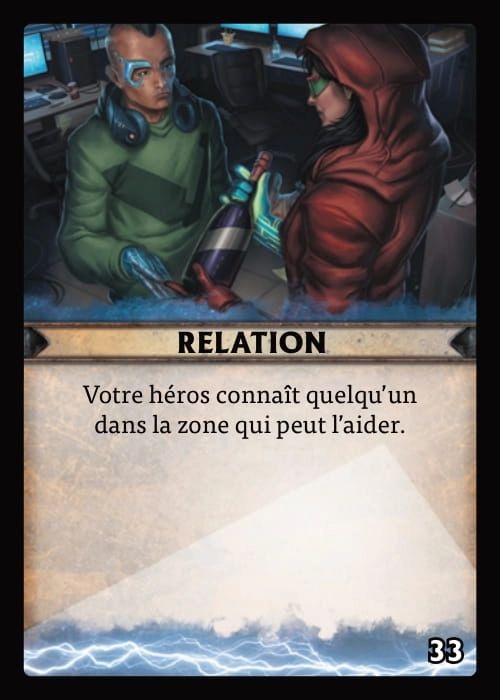 RELATION
Votre héros connaît quelqu'un
dans la zone qui peut l'aider.
33